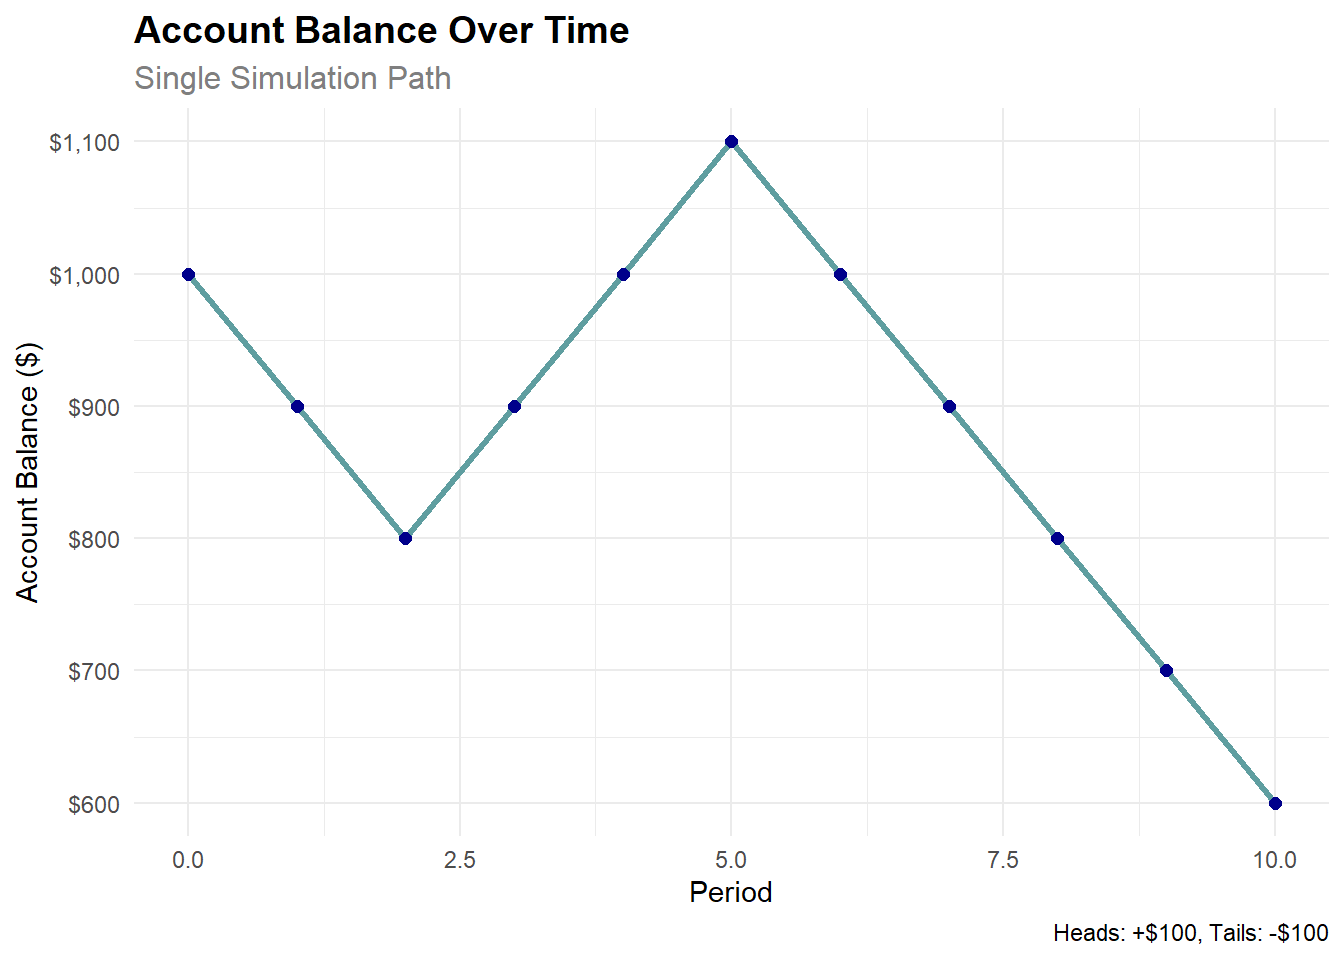 Account Balance Over Time
Single Simulation Path
Account Balance ($)
$1,100
$1,000
$900
$800
$700
$600
0.0 2.5 5.0 7.5 10.0
Period
Heads: +$100, Tails: -$100